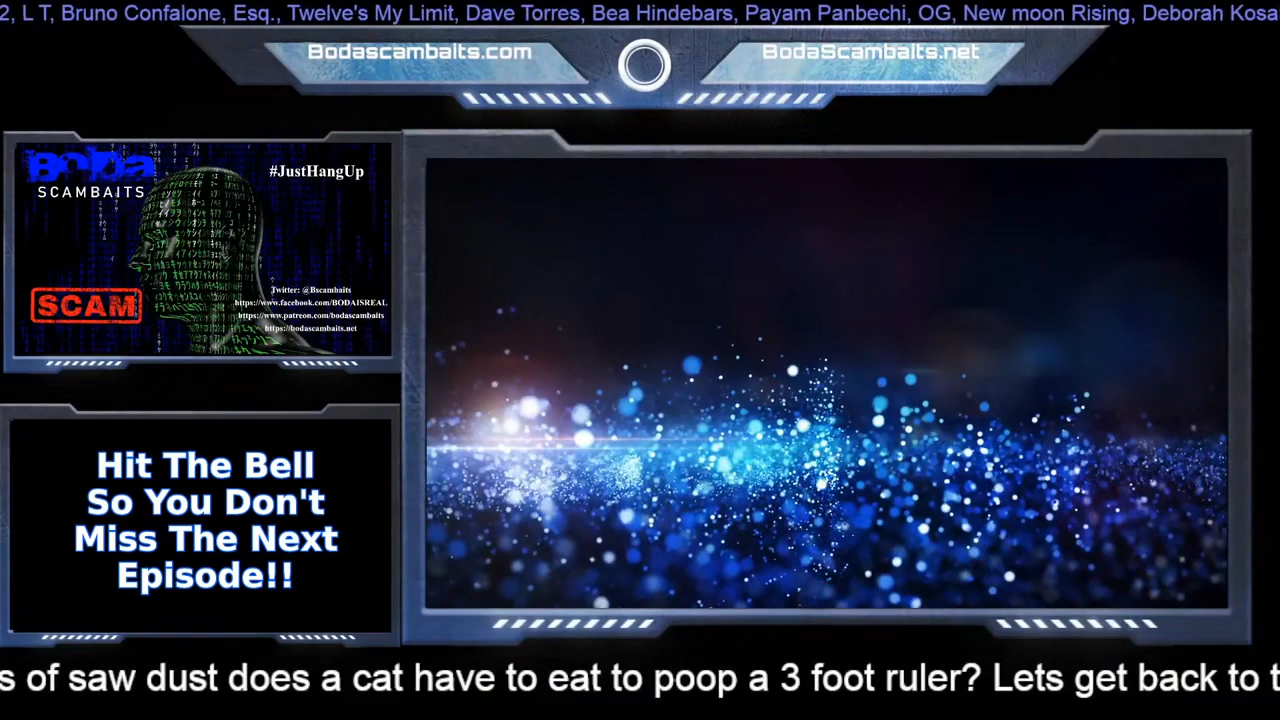 2, L T, Bruno Confalone, Esq., Twelve's My Limit, Dave Torres, Bea Hindebars, Payam Panbechi, OG, New moon Rising, Deborah Kosa
Bodascambaits.com
BodaScambaits.net
BODa
SCAMBAITS
#JustHangUp
SCAM
Twitter: @Bscambaits
https://www.facebook.com/BODAISREAL
https://www.patreon.com/bodascambaits
https://bodascambaits.net
Hit The Bell
So You Don't
Miss The Next
Episode!!
s of saw dust does a cat have to eat to poop a 3 foot ruler? Lets get back to t